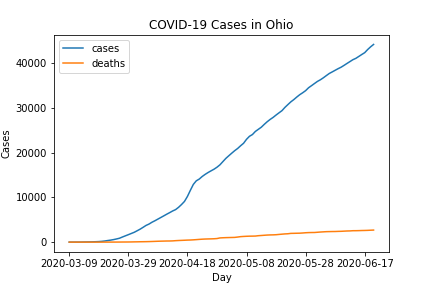 COVID-19 Cases in Ohio
cases
deaths
40000
30000
20000
10000
0
Cases
2020-03-09 2020-03-29 2020-04-18 2020-05-08 2020-05-28 2020-06-17
Day